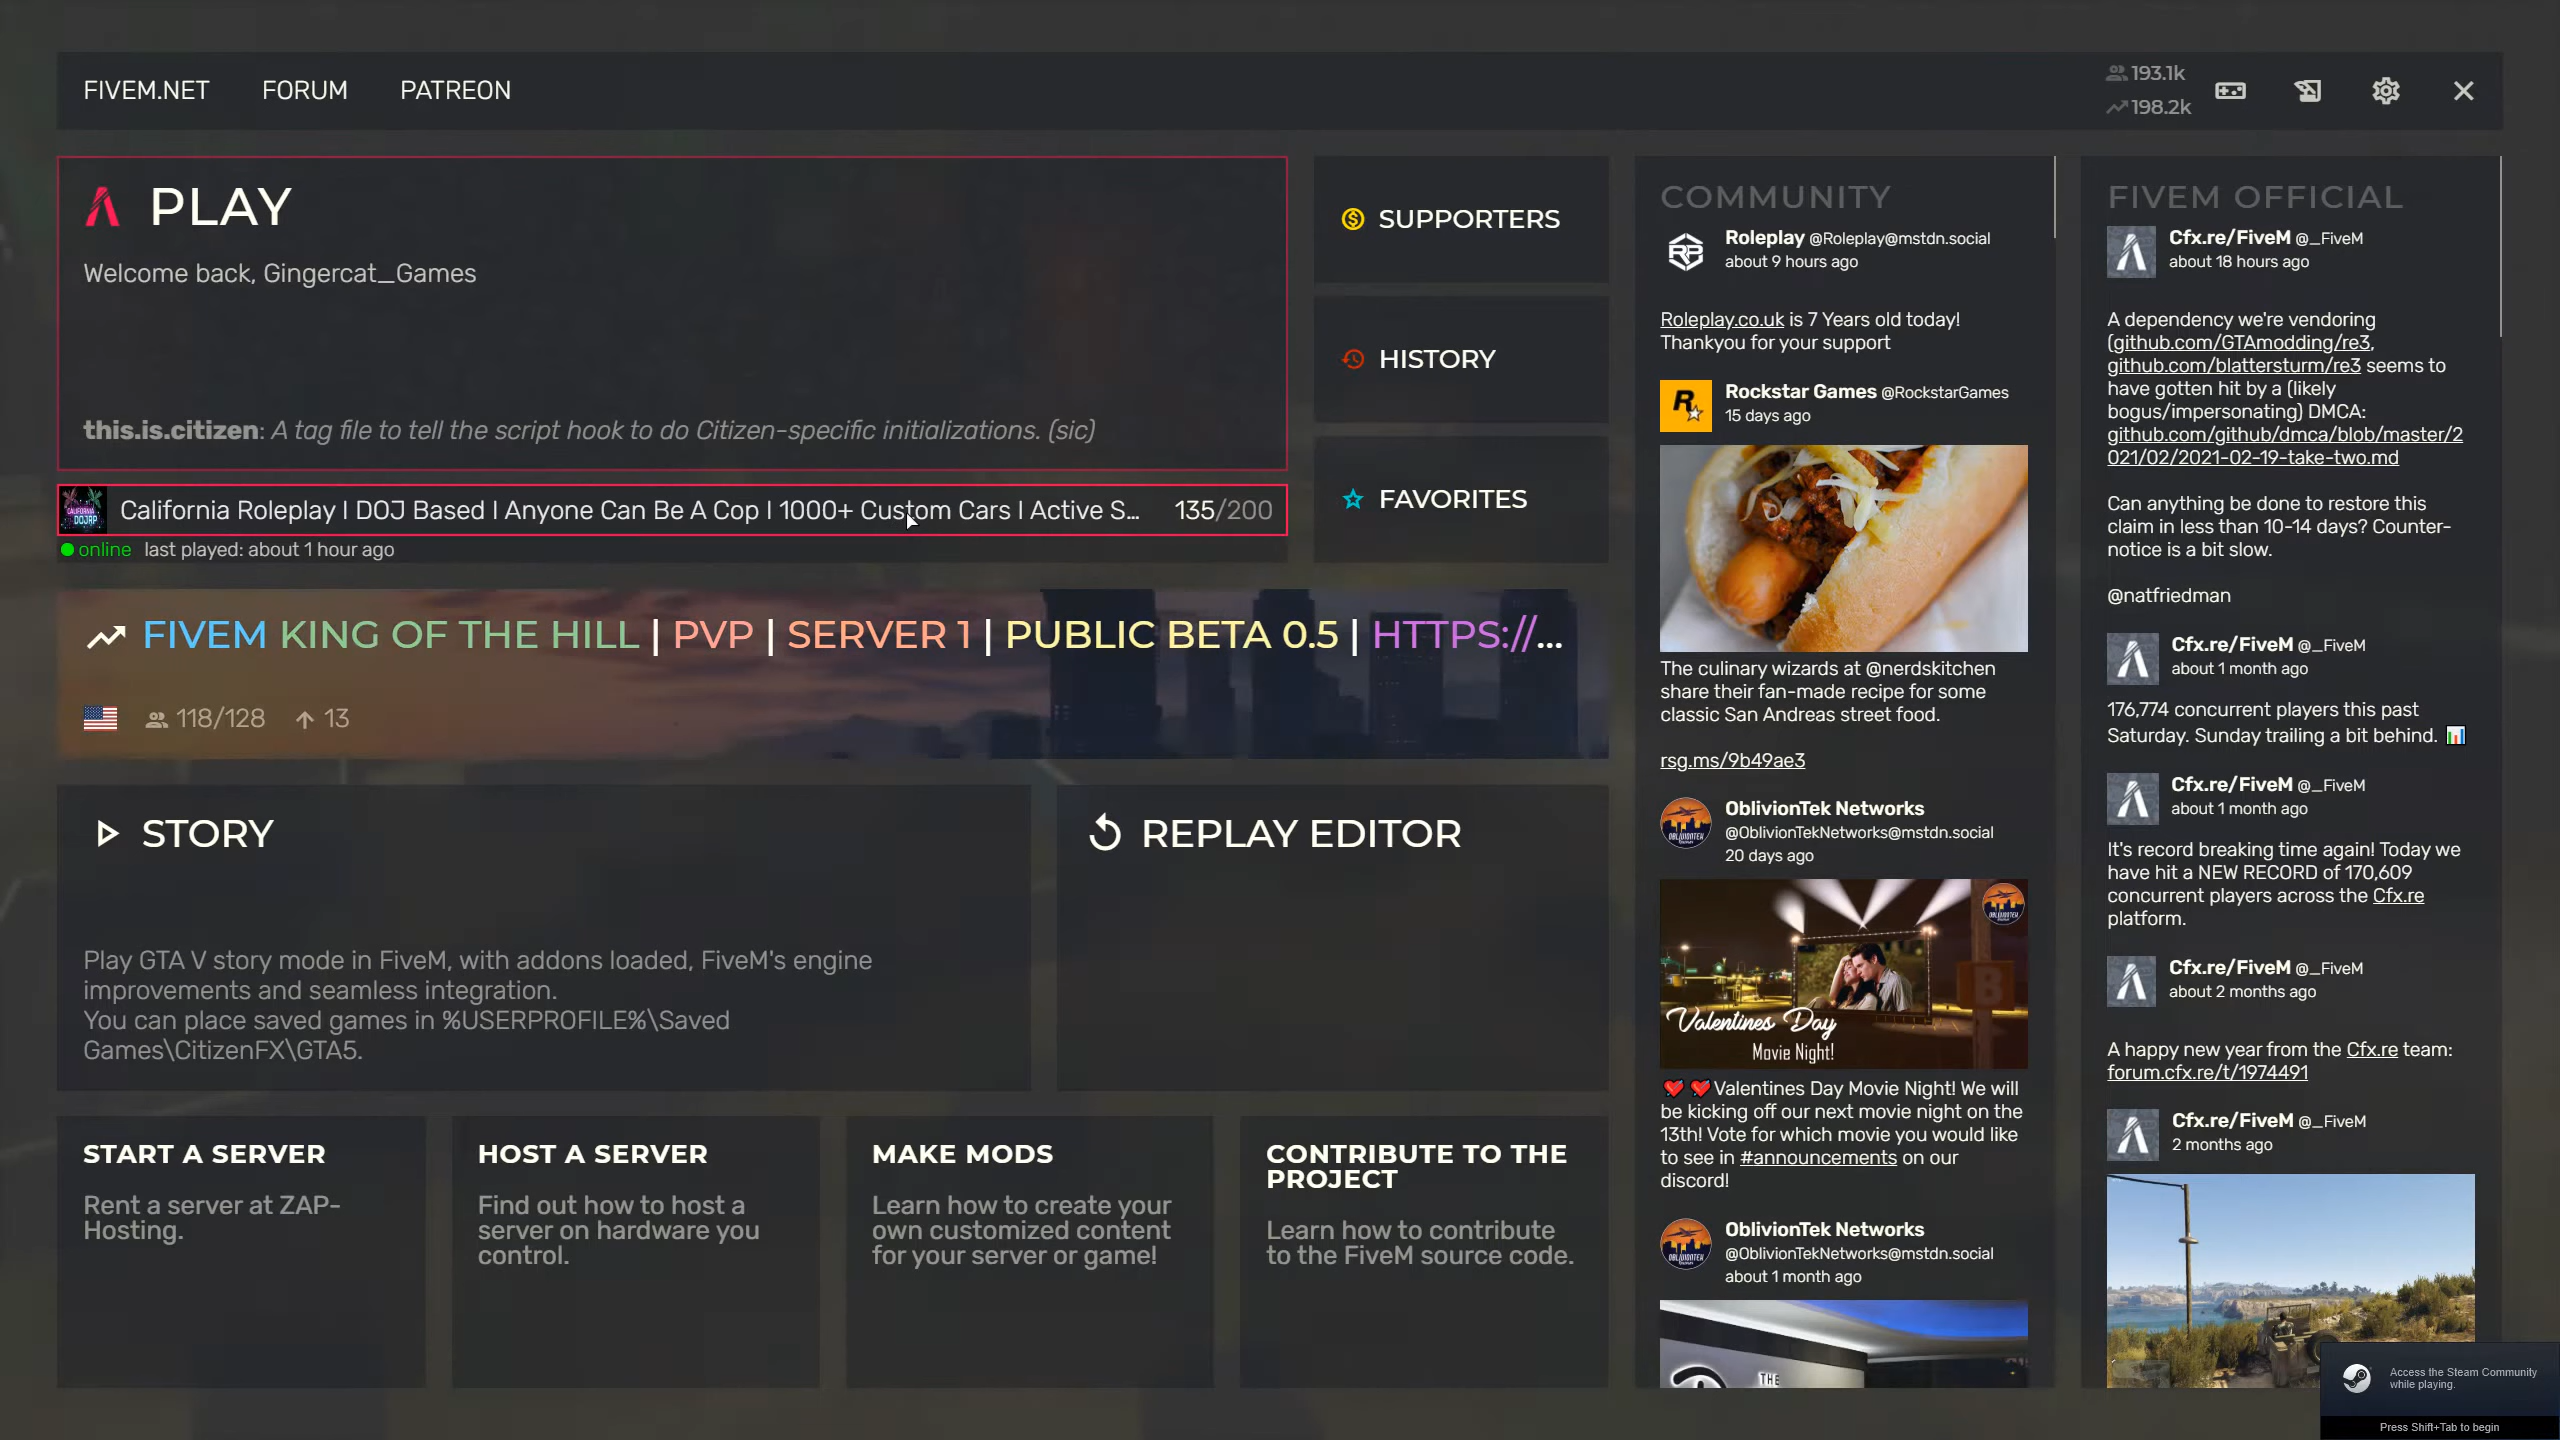 FIVEM.NET FORUM PATREON
193.1k
198.2k
PLAY
Welcome back, Gingercat_Games
this.is.citizen: A tag file to tell the script hook to do Citizen-specific initializations. (sic)
California Roleplay | DOJ Based | Anyone Can Be A Cop | 1000+ Custom Cars | Active S... 135/200
online last played: about 1 hour ago
SUPPORTERS
HISTORY
FAVORITES
FIVEM KING OF THE HILL | PVP | SERVER 1 | PUBLIC BETA 0.5 | HTTPS://...
118/128 13
STORY
Play GTA V story mode in FiveM, with addons loaded, FiveM's engine
improvements and seamless integration.
You can place saved games in %USERPROFILE%\Saved
Games\CitizenFX\GTA5.
REPLAY EDITOR
START A SERVER
Rent a server at ZAP-
Hosting.
HOST A SERVER
Find out how to host a
server on hardware you
control.
MAKE MODS
Learn how to create your
own customized content
for your server or game!
CONTRIBUTE TO THE
PROJECT
Learn how to contribute
to the FiveM source code.
COMMUNITY
Roleplay @Roleplay@mstdn.social
about 9 hours ago
Roleplay.co.uk is 7 Years old today!
Thankyou for your support
Rockstar Games @RockstarGames
15 days ago
The culinary wizards at @nerdskitchen
share their fan-made recipe for some
classic San Andreas street food.
rsg.ms/9b49ae3
OblivionTek Networks
@OblivionTekNetworks@mstdn.social
20 days ago
Valentines Day
Movie Night!
Valentines Day Movie Night! We will
be kicking off our next movie night on the
13th! Vote for which movie you would like
to see in #announcements on our
discord!
OblivionTek Networks
@OblivionTekNetworks@mstdn.social
about 1 month ago
THE
FIVEM OFFICIAL
Cfx.re/FiveM @_FiveM
about 18 hours ago
A dependency we're vendoring
(github.com/GTAmodding/re3,
github.com/blattersturm/re3 seems to
have gotten hit by a (likely
bogus/impersonating) DMCA:
github.com/github/dmca/blob/master/2
021/02/2021-02-19-take-two.md
Can anything be done to restore this
claim in less than 10-14 days? Counter-
notice is a bit slow.
@natfriedman
Cfx.re/FiveM @_FiveM
about 1 month ago
176,774 concurrent players this past
Saturday. Sunday trailing a bit behind.
Cfx.re/FiveM @_FiveM
about 1 month ago
It's record breaking time again! Today we
have hit a NEW RECORD of 170,609
concurrent players across the Cfx.re
platform.
Cfx.re/FiveM @_FiveM
about 2 months ago
A happy new year from the Cfx.re team:
forum.cfx.re/t/1974491
Cfx.re/FiveM @_FiveM
2 months ago
Access the Steam Community
while playing.
Press Shift+Tab to begin